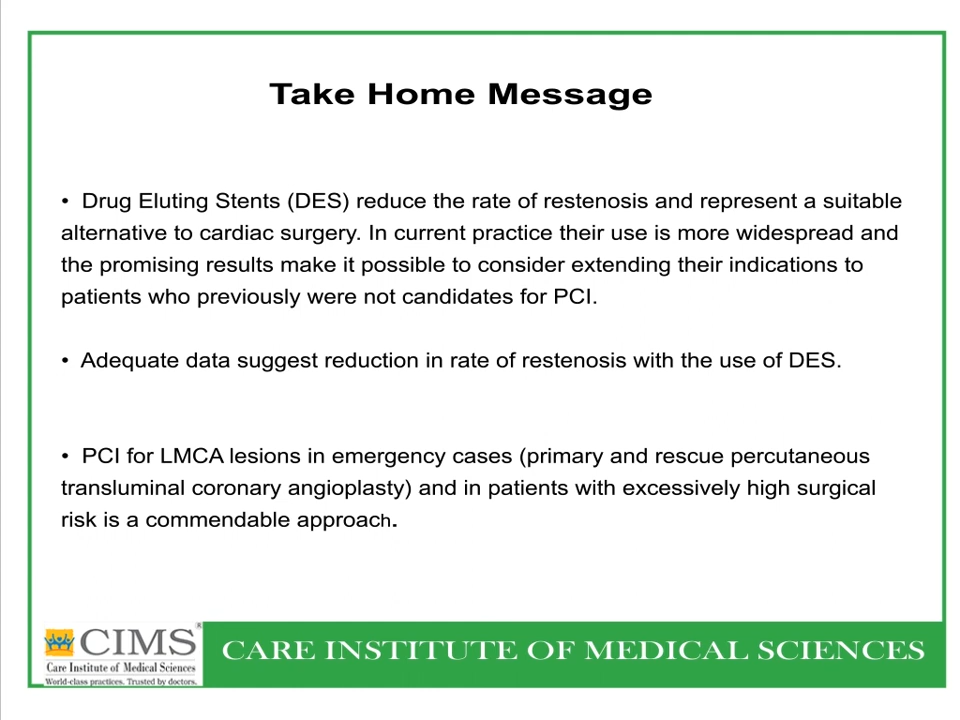 Take Home Message
• Drug Eluting Stents (DES) reduce the rate of restenosis and represent a suitable
alternative to cardiac surgery. In current practice their use is more widespread and
the promising results make it possible to consider extending their indications to
patients who previously were not candidates for PCI.
• Adequate data suggest reduction in rate of restenosis with the use of DES.
• PCI for LMCA lesions in emergency cases (primary and rescue percutaneous
transluminal coronary angioplasty) and in patients with excessively high surgical
risk is a commendable approach.
CIMS®
Care Institute of Medical Sciences
World-class practices. Trusted by doctors.
CARE INSTITUTE OF MEDICAL SCIENCES